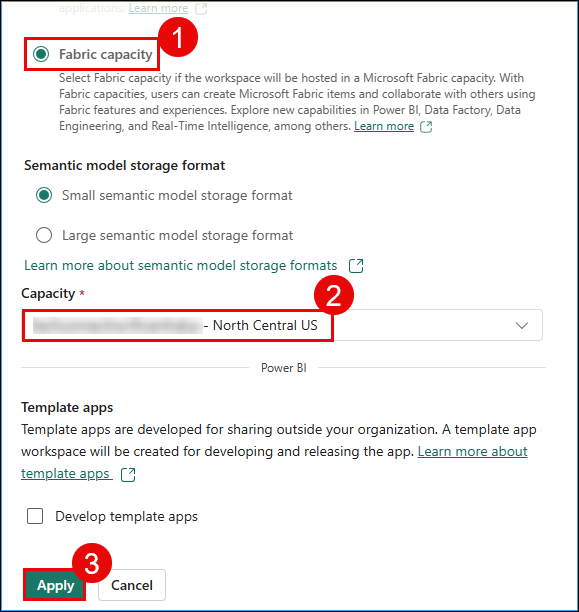 applications. Learn more
1
Fabric capacity
Select Fabric capacity if the workspace will be hosted in a Microsoft Fabric capacity. With
Fabric capacities, users can create Microsoft Fabric items and collaborate with others using
Fabric features and experiences. Explore new capabilities in Power BI, Data Factory, Data
Engineering, and Real-Time Intelligence, among others. Learn more
Semantic model storage format
Small semantic model storage format
Large semantic model storage format
Learn more about semantic model storage formats
Capacity *
2
- North Central US
Power BI
Template apps
Template apps are developed for sharing outside your organization. A template app
workspace will be created for developing and releasing the app. Learn more about
template apps
Develop template apps
3
Apply
Cancel